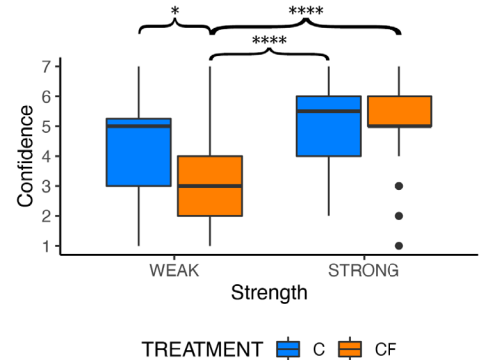 * ****
****
7
6
5
4
3
2
1
Confidence
WEAK STRONG
Strength
TREATMENT C CF